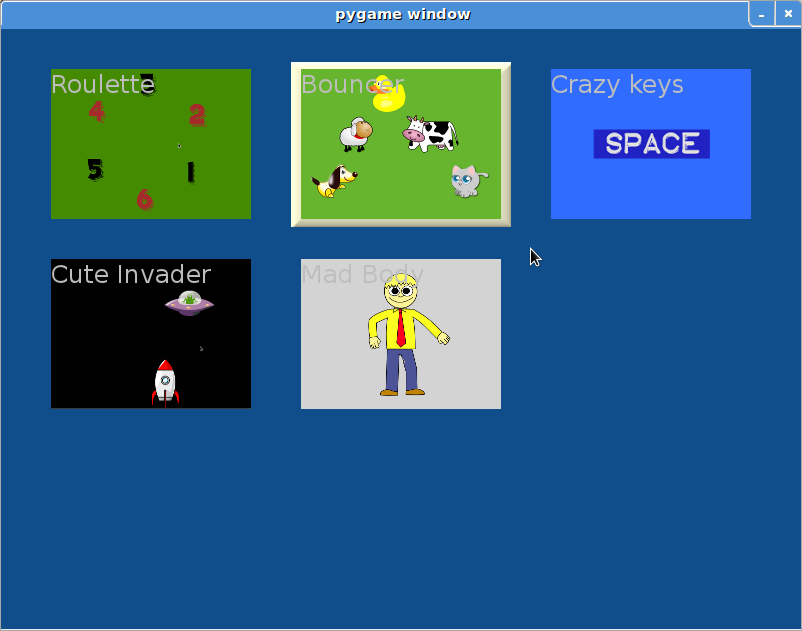 pygame window
Roulette
4
2
5
1
6
Bouncer
Crazy keys
SPACE
Cute Invader
Mad Body